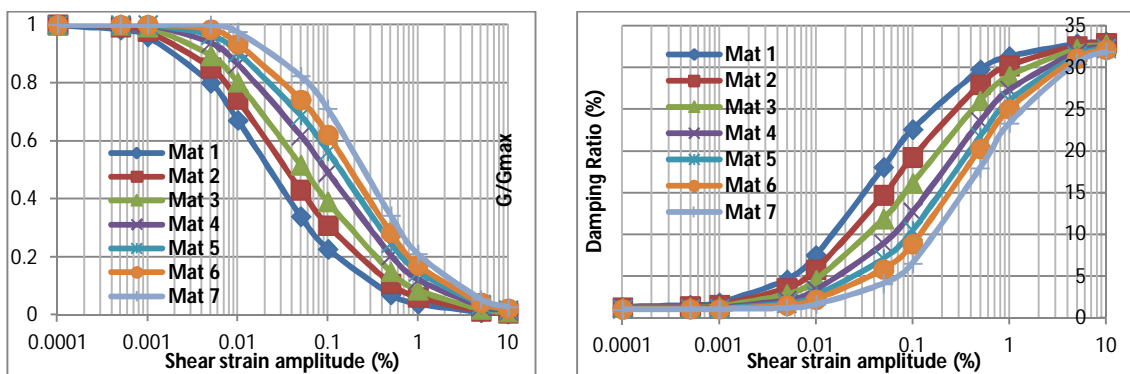 1
0.8
0.6
0.4
0.2
0
Mat 1
Mat 2
Mat 3
Mat 4
Mat 5
Mat 6
Mat 7
G/Gmax
0.0001 0.001 0.01 0.1 1 10
Shear strain amplitude (%)
Damping Ratio (%)
Mat 1
Mat 2
Mat 3
Mat 4
Mat 5
Mat 6
Mat 7
35
30
25
20
15
10
5
0
0.0001 0.001 0.01 0.1 1 10
Shear strain amplitude (%)